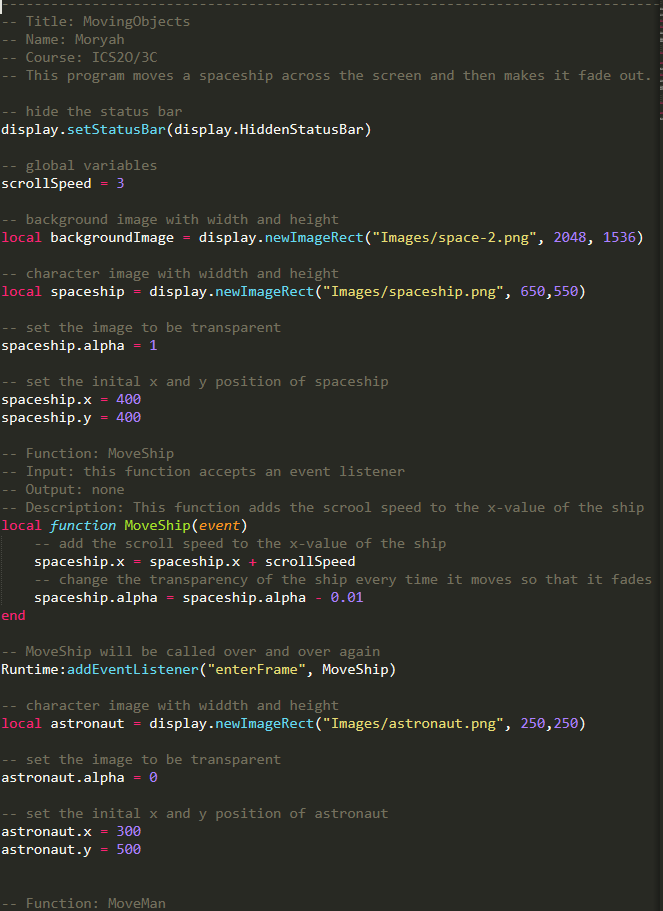 --------------------------------------------------------------------------------
-- Title: MovingObjects
-- Name: Moryah
-- Course: ICS2O/3C
-- This program moves a spaceship across the screen and then makes it fade out.

-- hide the status bar
display.setStatusBar(display.HiddenStatusBar)

-- global variables
scrollSpeed = 3

-- background image with width and height
local backgroundImage = display.newImageRect("Images/space-2.png", 2048, 1536)

-- character image with widdth and height
local spaceship = display.newImageRect("Images/spaceship.png", 650,550)

-- set the image to be transparent
spaceship.alpha = 1

-- set the inital x and y position of spaceship
spaceship.x = 400
spaceship.y = 400

-- Function: MoveShip
-- Input: this function accepts an event listener
-- Output: none
-- Description: This function adds the scrool speed to the x-value of the ship
local function MoveShip(event)
    -- add the scroll speed to the x-value of the ship
    spaceship.x = spaceship.x + scrollSpeed
    -- change the transparency of the ship every time it moves so that it fades
    spaceship.alpha = spaceship.alpha - 0.01
end

-- MoveShip will be called over and over again
Runtime:addEventListener("enterFrame", MoveShip)

-- character image with widdth and height
local astronaut = display.newImageRect("Images/astronaut.png", 250,250)

-- set the image to be transparent
astronaut.alpha = 0

-- set the inital x and y position of astronaut
astronaut.x = 300
astronaut.y = 500


-- Function: MoveMan